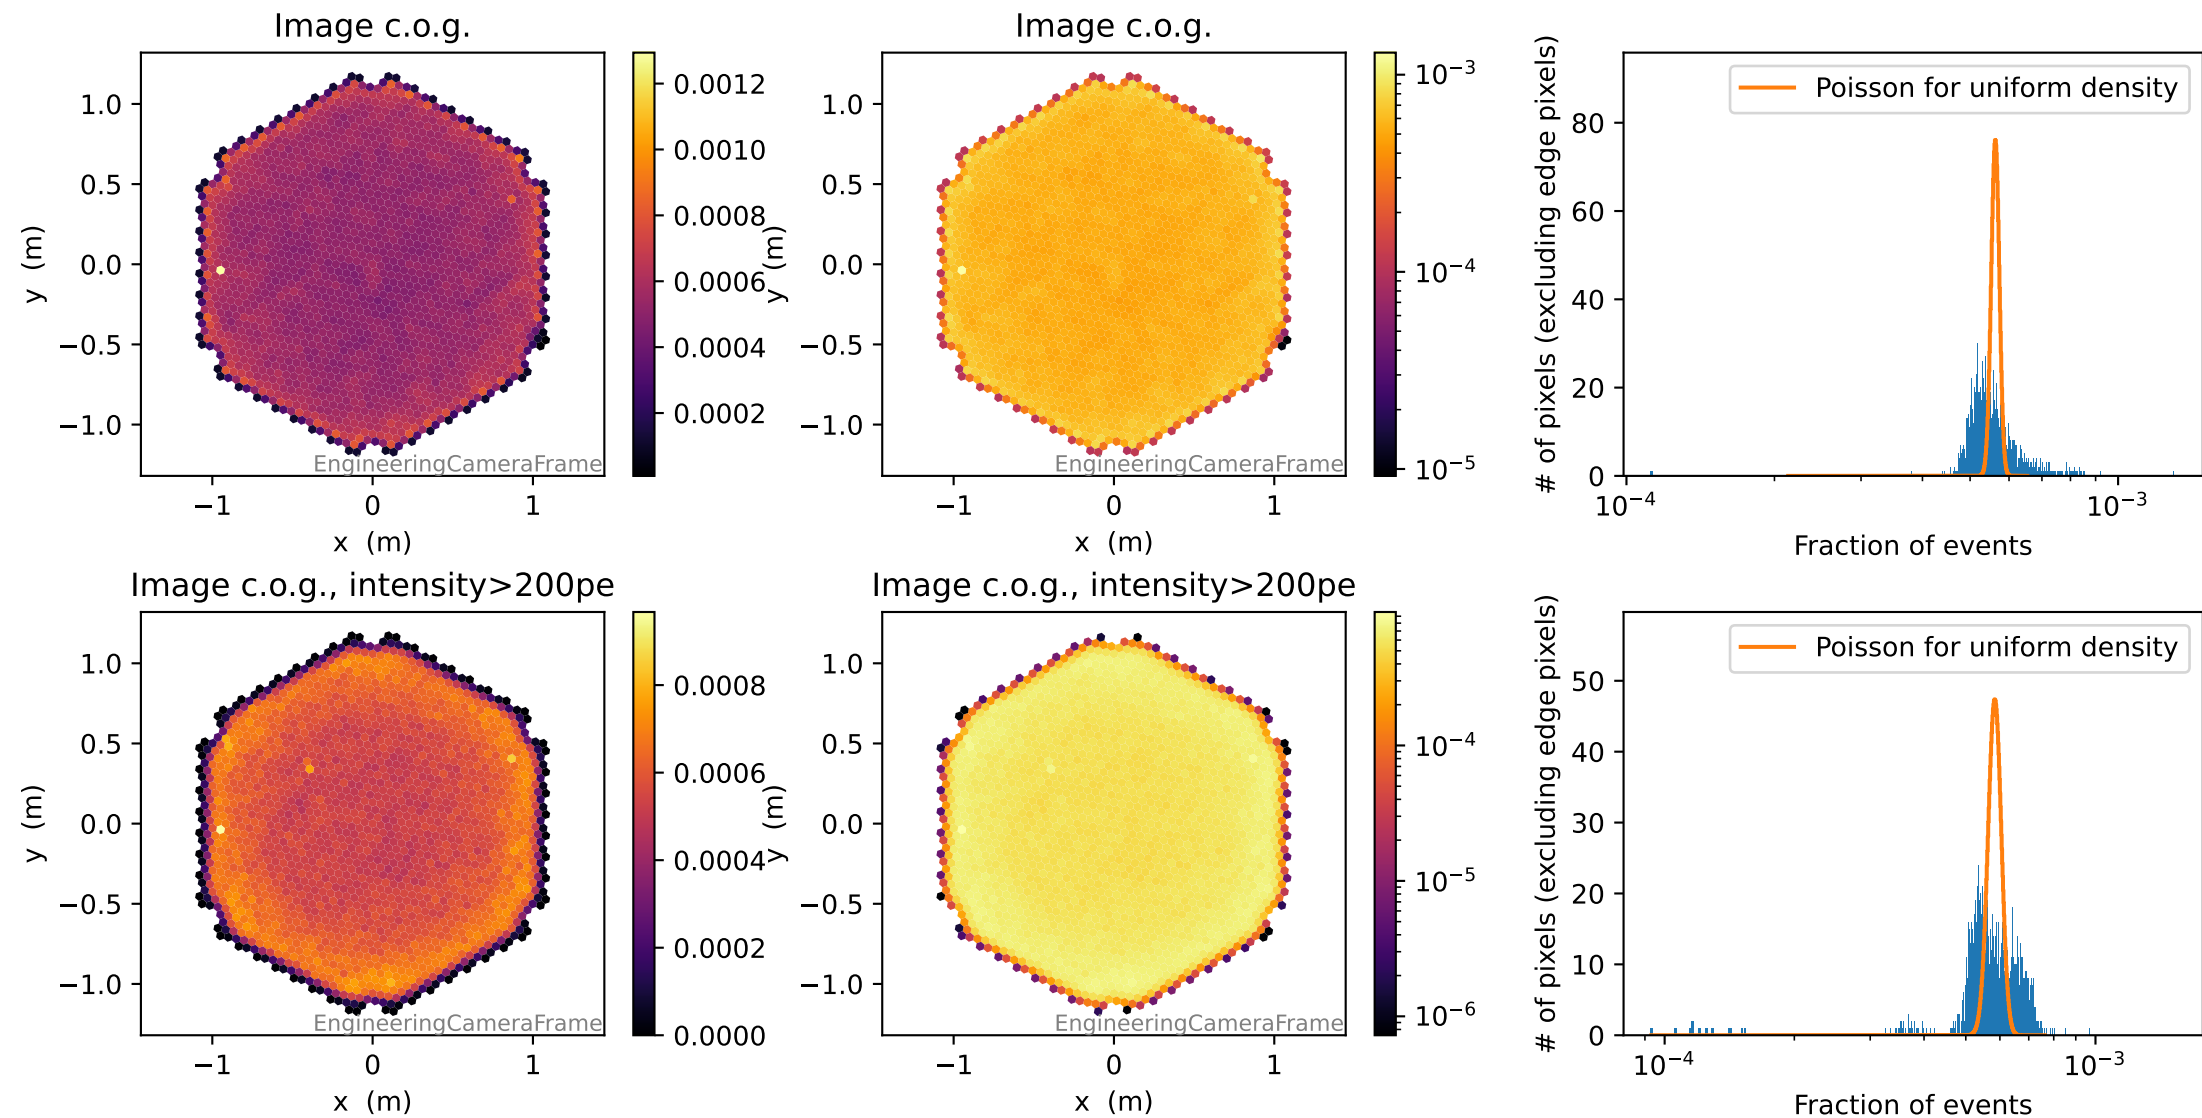 Image c.o.g.
y (m)
1.0
0.5
0.0
−0.5
−1.0
−1
0
1
x (m)
EngineeringCameraFrame
0.0012
0.0010
0.0008
0.0006
0.0004
0.0002
Image c.o.g.
y (m)
1.0
0.5
0.0
−0.5
−1.0
−1
0
1
x (m)
EngineeringCameraFrame
10⁻³
10⁻⁴
10⁻⁵
# of pixels (excluding edge pixels)
Poisson for uniform density
80
60
40
20
0
10⁻⁴
10⁻³
Fraction of events
Image c.o.g., intensity>200pe
y (m)
1.0
0.5
0.0
−0.5
−1.0
−1
0
1
x (m)
EngineeringCameraFrame
0.0008
0.0006
0.0004
0.0002
0.0000
Image c.o.g., intensity>200pe
y (m)
1.0
0.5
0.0
−0.5
−1.0
−1
0
1
x (m)
EngineeringCameraFrame
10⁻⁴
10⁻⁵
10⁻⁶
# of pixels (excluding edge pixels)
Poisson for uniform density
50
40
30
20
10
0
10⁻⁴
10⁻³
Fraction of events